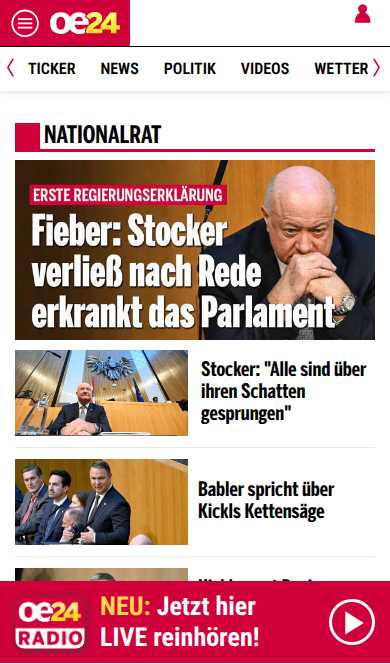 oe24
TICKER NEWS POLITIK VIDEOS WETTER
NATIONALRAT
ERSTE REGIERUNGSERKLÄRUNG
Fieber: Stocker
verließ nach Rede
erkrankt das Parlament
Stocker: "Alle sind über
ihren Schatten
gesprungen"
Babler spricht über
Kickls Kettensäge
oe24
RADIO
NEU: Jetzt hier
LIVE reinhören!